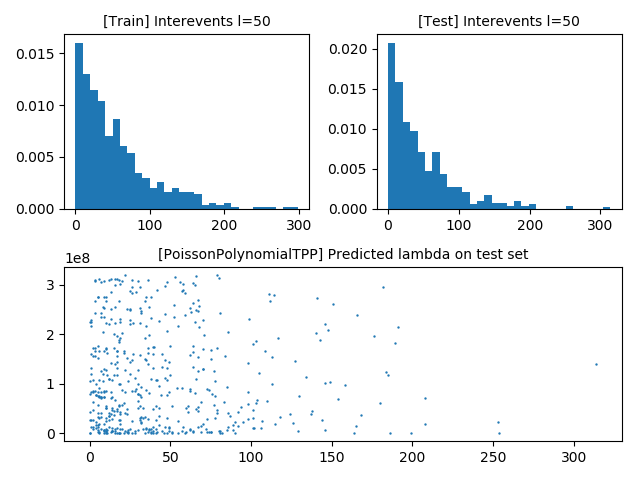 [Train] Interevents l=50
0.015
0.010
0.005
0.000
0 100 200 300
[Test] Interevents l=50
0.020
0.015
0.010
0.005
0.000
0 100 200 300
[PoissonPolynomialTPP] Predicted lambda on test set
1e8
3
2
1
0
0 50 100 150 200 250 300